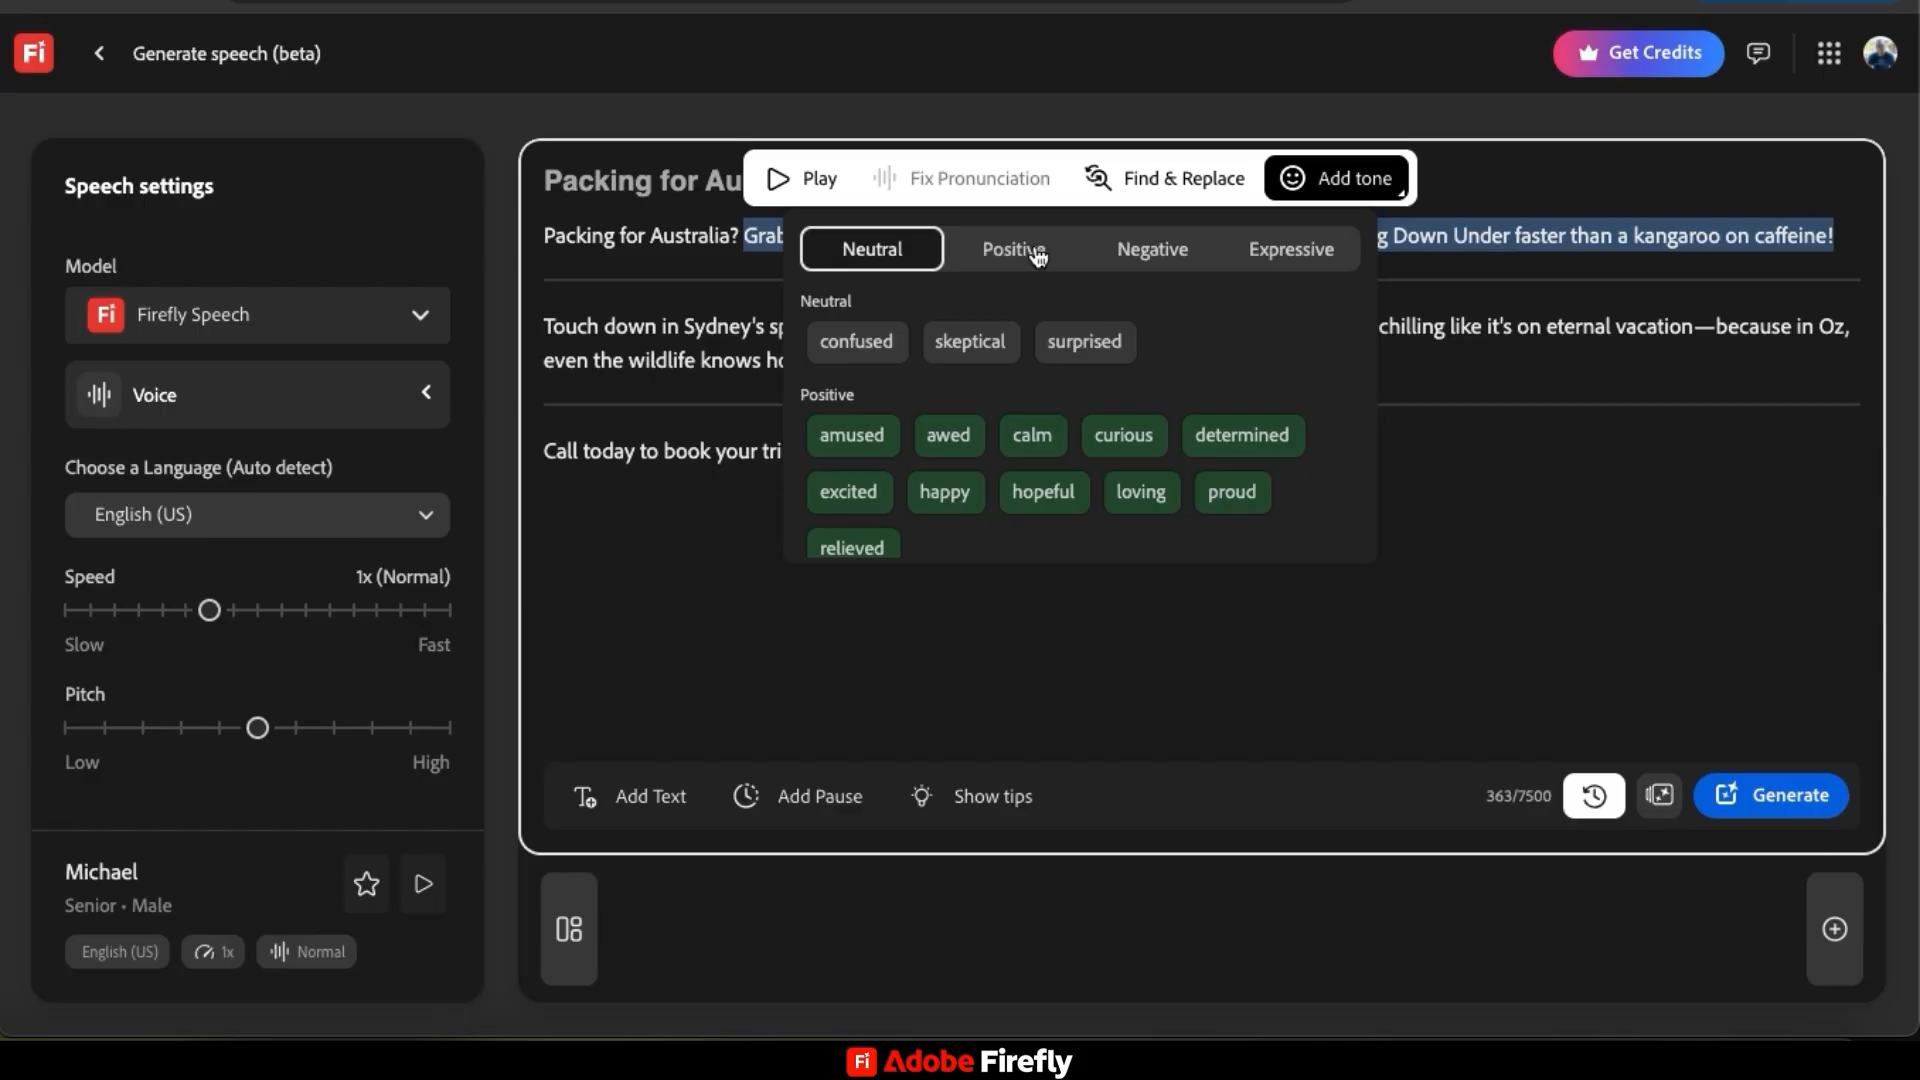 Fi
Generate speech (beta)
Get Credits
Speech settings
Model
Fi Firefly Speech
Voice
Choose a Language (Auto detect)
English (US)
Speed 1x (Normal)
Slow Fast
Pitch
Low High
Michael
Senior • Male
English (US) 1x Normal
Packing for Au
Play Fix Pronunciation Find & Replace Add tone
Packing for Australia? Grab g Down Under faster than a kangaroo on caffeine!
Neutral Positive Negative Expressive
Neutral
confused skeptical surprised
Positive
amused awed calm curious determined
excited happy hopeful loving proud
relieved
Touch down in Sydney's sp chilling like it's on eternal vacation—because in Oz,
even the wildlife knows ho
Call today to book your tri
Add Text Add Pause Show tips 363/7500 Generate
Fi Adobe Firefly